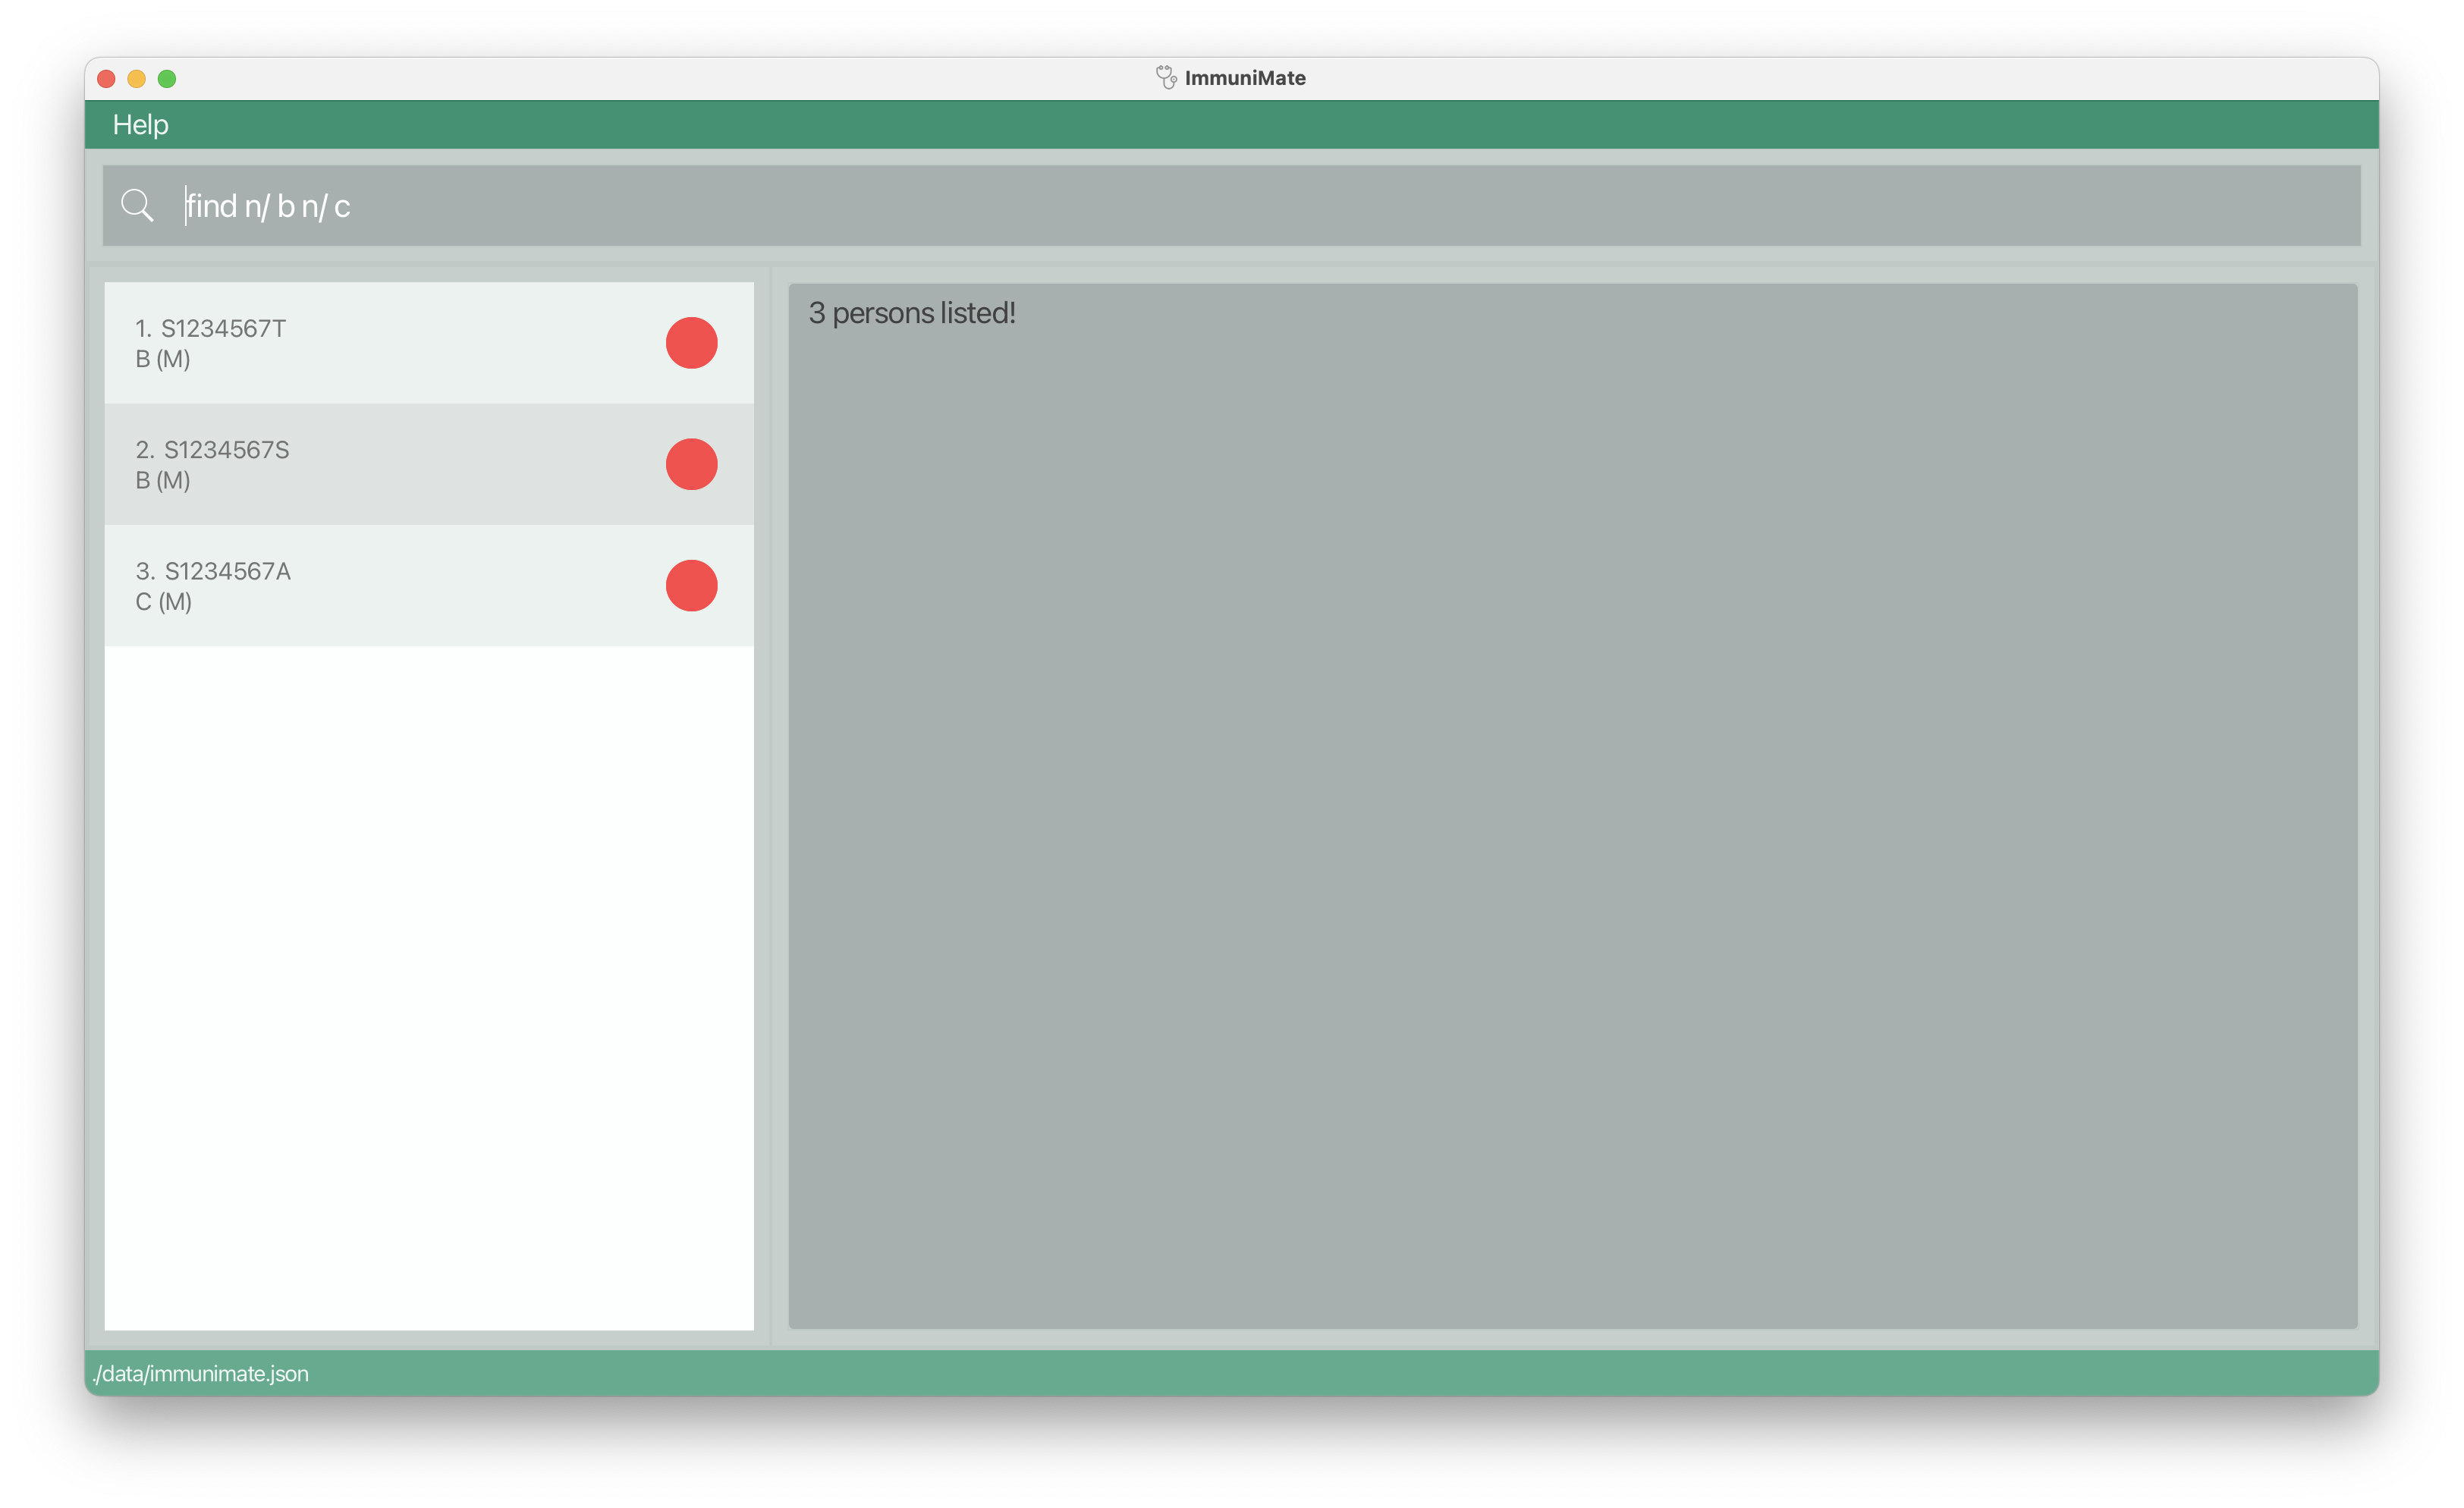 ImmuniMate
Help
find n/ b n/ c
1. S1234567T
B (M)
2. S1234567S
B (M)
3. S1234567A
C (M)
3 persons listed!
./data/immunimate.json